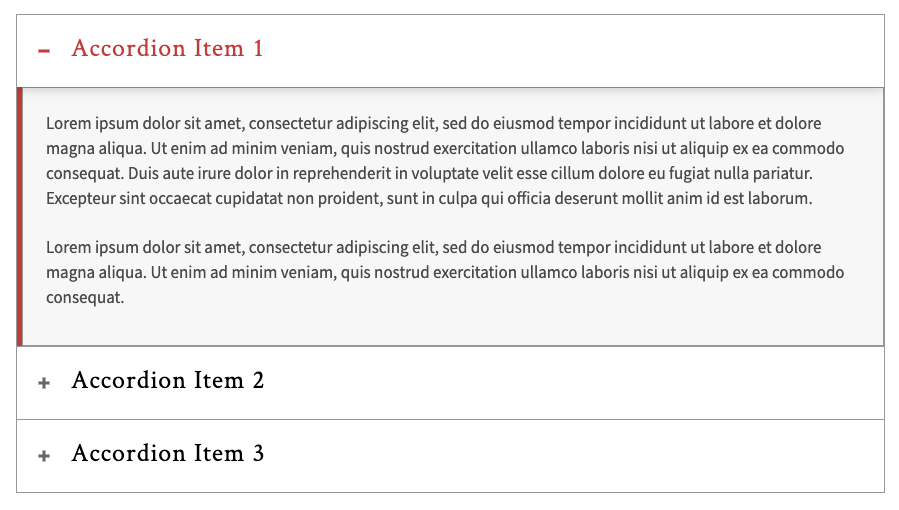 Accordion Item 1
Lorem ipsum dolor sit amet, consectetur adipiscing elit, sed do eiusmod tempor incididunt ut labore et dolore
magna aliqua. Ut enim ad minim veniam, quis nostrud exercitation ullamco laboris nisi ut aliquip ex ea commodo
consequat. Duis aute irure dolor in reprehenderit in voluptate velit esse cillum dolore eu fugiat nulla pariatur.
Excepteur sint occaecat cupidatat non proident, sunt in culpa qui officia deserunt mollit anim id est laborum.
Lorem ipsum dolor sit amet, consectetur adipiscing elit, sed do eiusmod tempor incididunt ut labore et dolore
magna aliqua. Ut enim ad minim veniam, quis nostrud exercitation ullamco laboris nisi ut aliquip ex ea commodo
consequat.
Accordion Item 2
Accordion Item 3